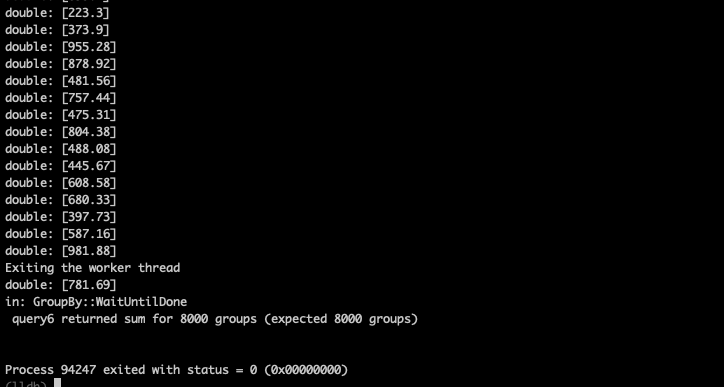 double: [223.3]
double: [373.9]
double: [955.28]
double: [878.92]
double: [481.56]
double: [757.44]
double: [475.31]
double: [804.38]
double: [488.08]
double: [445.67]
double: [608.58]
double: [680.33]
double: [397.73]
double: [587.16]
double: [981.88]
Exiting the worker thread
double: [781.69]
in: GroupBy::WaitUntilDone
 query6 returned sum for 8000 groups (expected 8000 groups)
Process 94247 exited with status = 0 (0x00000000)
(lldb)